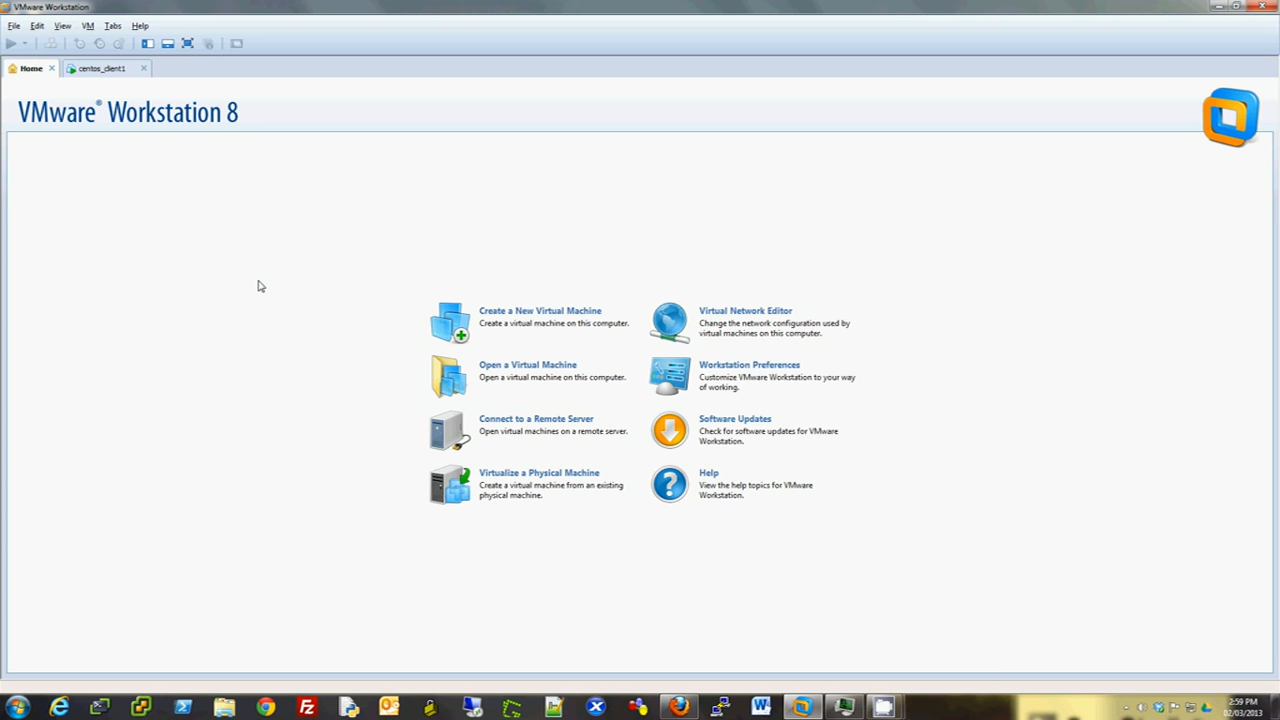 VMware Workstation
File Edit View VM Tabs Help
Home centos_client1
VMware® Workstation 8
Create a New Virtual Machine
Create a virtual machine on this computer.
Open a Virtual Machine
Open a virtual machine on this computer.
Connect to a Remote Server
Open virtual machines on a remote server.
Virtualize a Physical Machine
Create a virtual machine from an existing
physical machine.
Virtual Network Editor
Change the network configuration used by
virtual machines on this computer.
Workstation Preferences
Customize VMware Workstation to your way
of working.
Software Updates
Check for software updates for VMware
Workstation.
Help
View the help topics for VMware
Workstation.
2:59 PM
02/03/2013